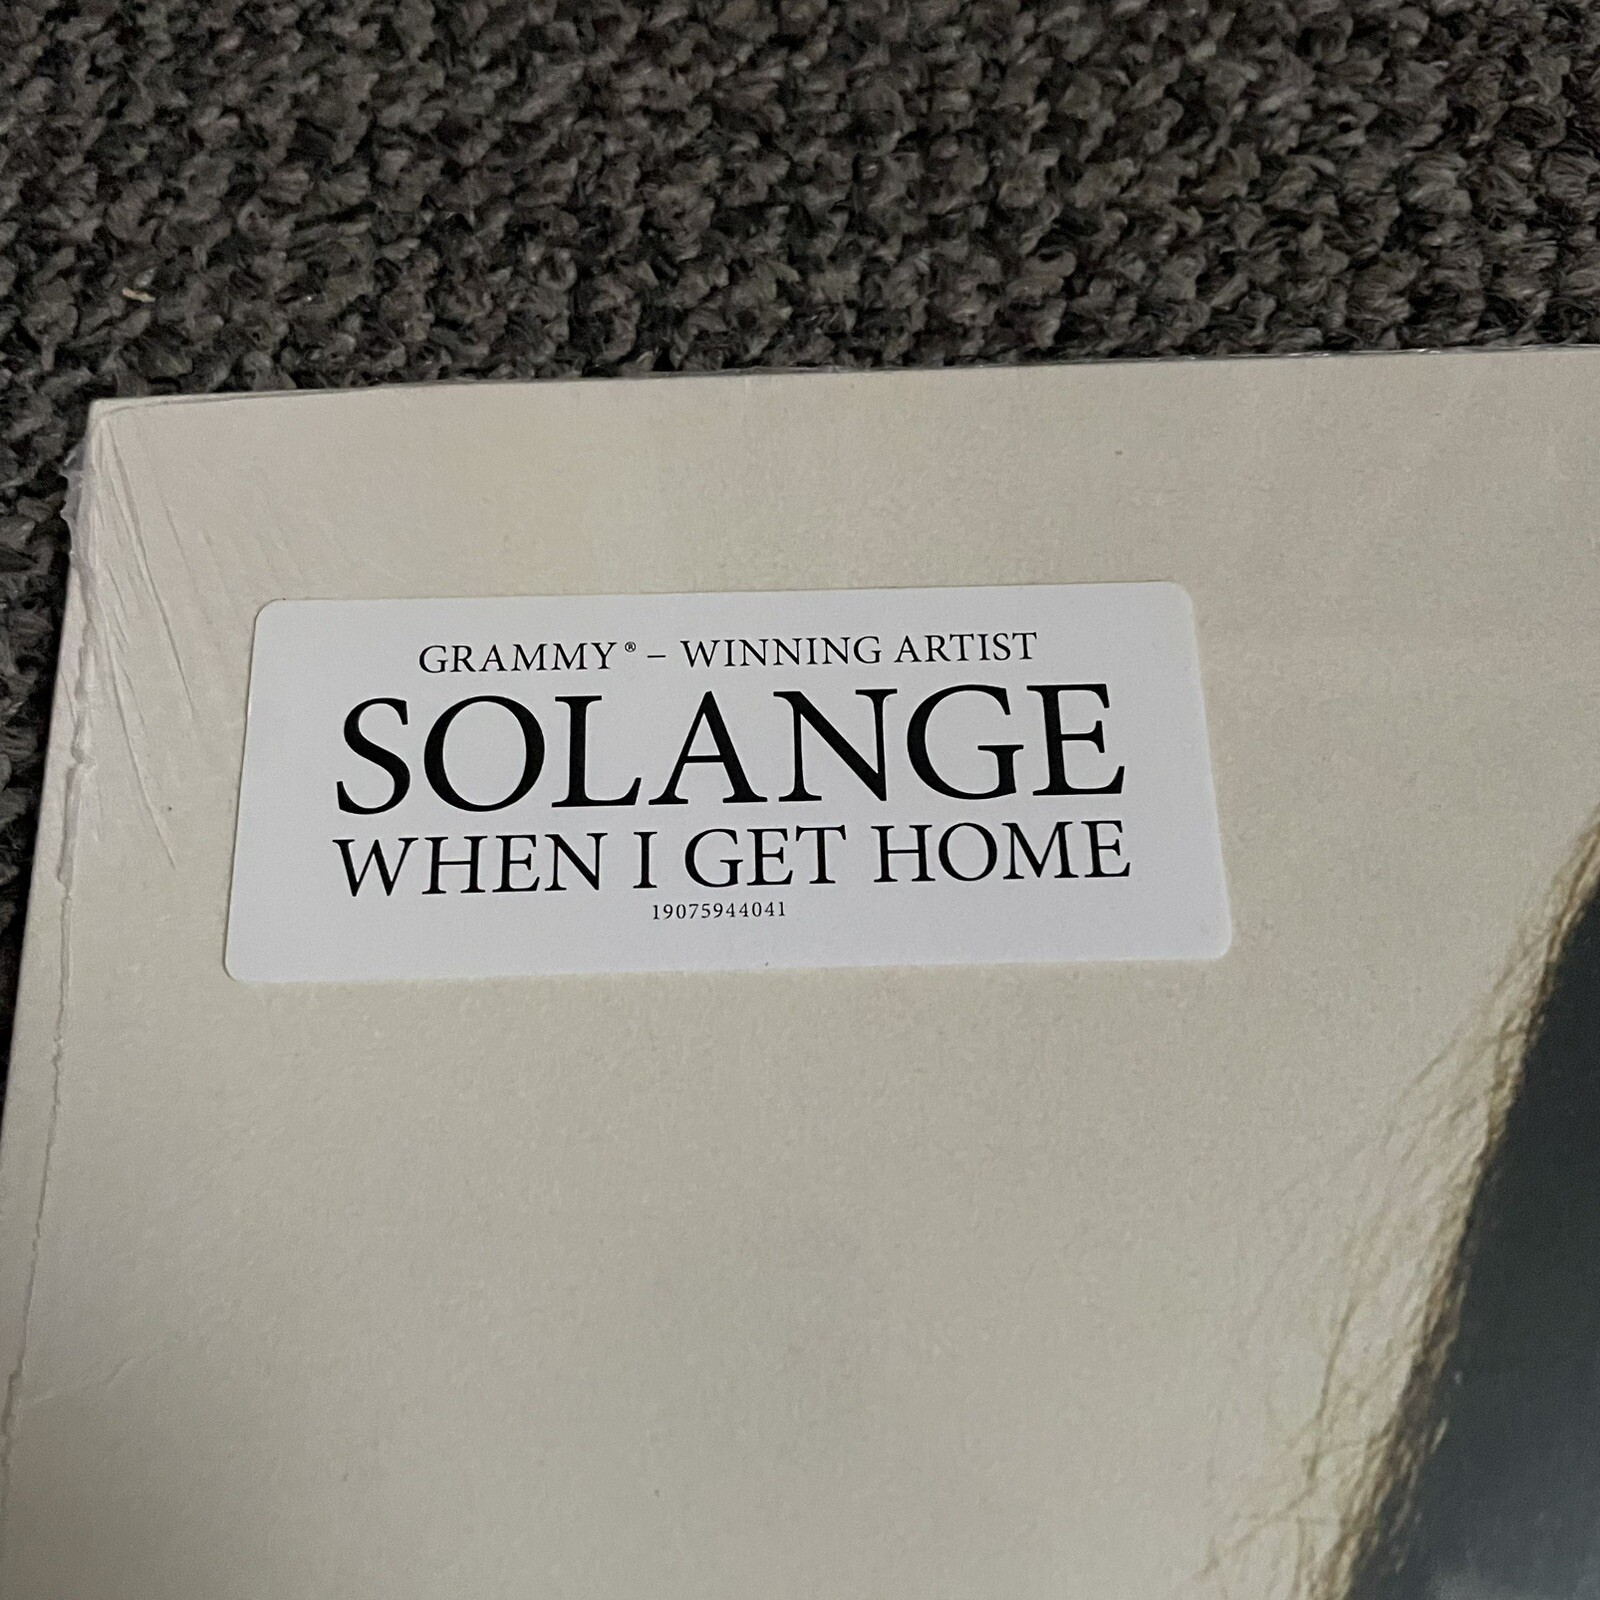 GRAMMY® – WINNING ARTIST
SOLANGE
WHEN I GET HOME
19075944041